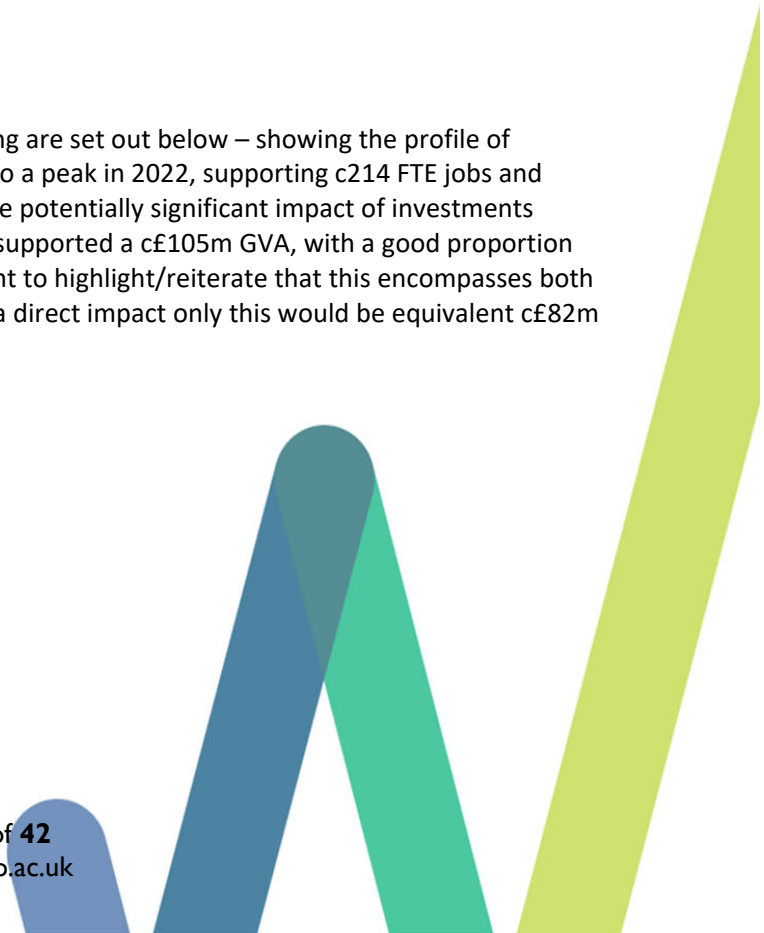 ng are set out below – showing the profile of
o a peak in 2022, supporting c214 FTE jobs and
e potentially significant impact of investments
supported a c£105m GVA, with a good proportion
nt to highlight/reiterate that this encompasses both
a direct impact only this would be equivalent c£82m
of 42
o.ac.uk